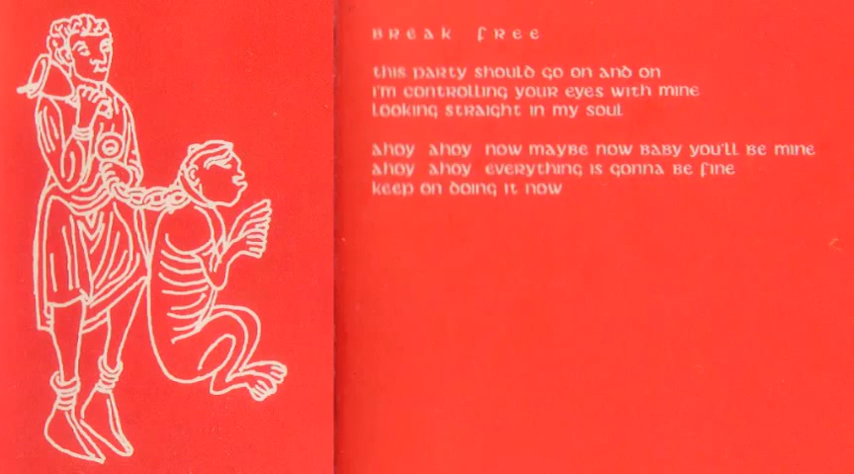 BREAK FREE
this party should go on and on
i'm controlling your eyes with mine
looking straight in my soul
ahoy ahoy now maybe now baby you'll be mine
ahoy ahoy everything is gonna be fine
keep on doing it now